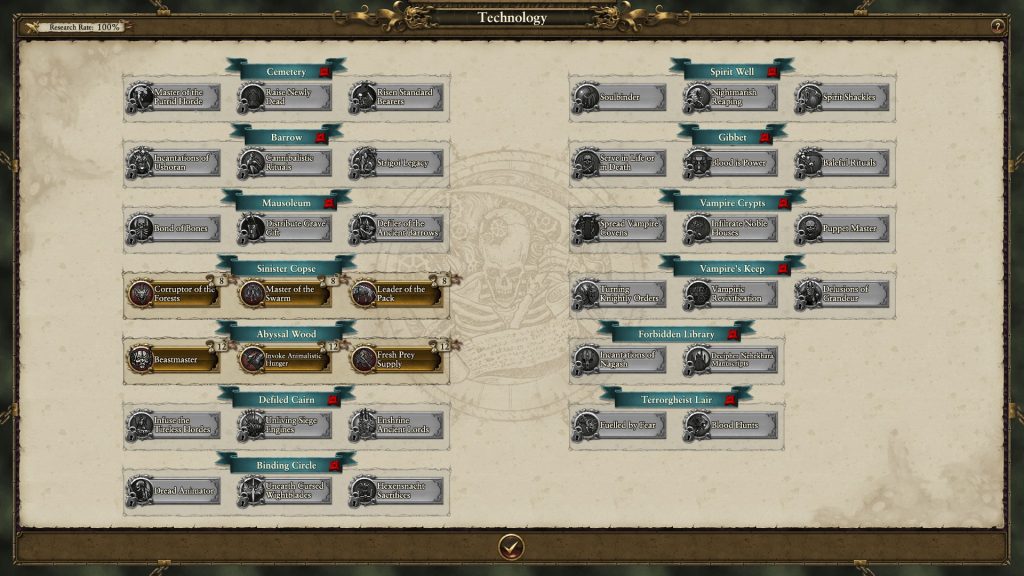 Technology
Research Rate: 100%
?
Cemetery
Master of the
Putrid Horde
Raise Newly
Dead
Risen Standard
Bearers
Barrow
Incantations of
Ushoran
Cannibalistic
Rituals
Strigoi Legacy
Mausoleum
Bond of Bones
Distribute Grave
Gift
Defiler of the
Ancient Barrows
Sinister Copse
Corruptor of the
Forests
8
Master of the
Swarm
8
Leader of the
Pack
8
Abyssal Wood
Beastmaster
12
Invoke Animalistic
Hunger
12
Fresh Prey
Supply
12
Defiled Cairn
Infuse the
Tireless Hordes
Unliving Siege
Engines
Enshrine
Ancient Lords
Binding Circle
Dread Animator
Unearth Cursed
Wightblades
Hexensnacht
Sacrifices
Spirit Well
Soulbinder
Nightmarish
Reaping
Spirit Shackles
Gibbet
Serve in Life or
in Death
Blood is Power
Baleful Rituals
Vampire Crypts
Spread Vampire
Covens
Infiltrate Noble
Houses
Puppet Master
Vampire's Keep
Turning
Knightly Orders
Vampiric
Revivification
Delusions of
Grandeur
Forbidden Library
Incantations of
Nagash
Decipher Nehekhara
Manuscripts
Terrorgheist Lair
Fuelled by Fear
Blood Hunts